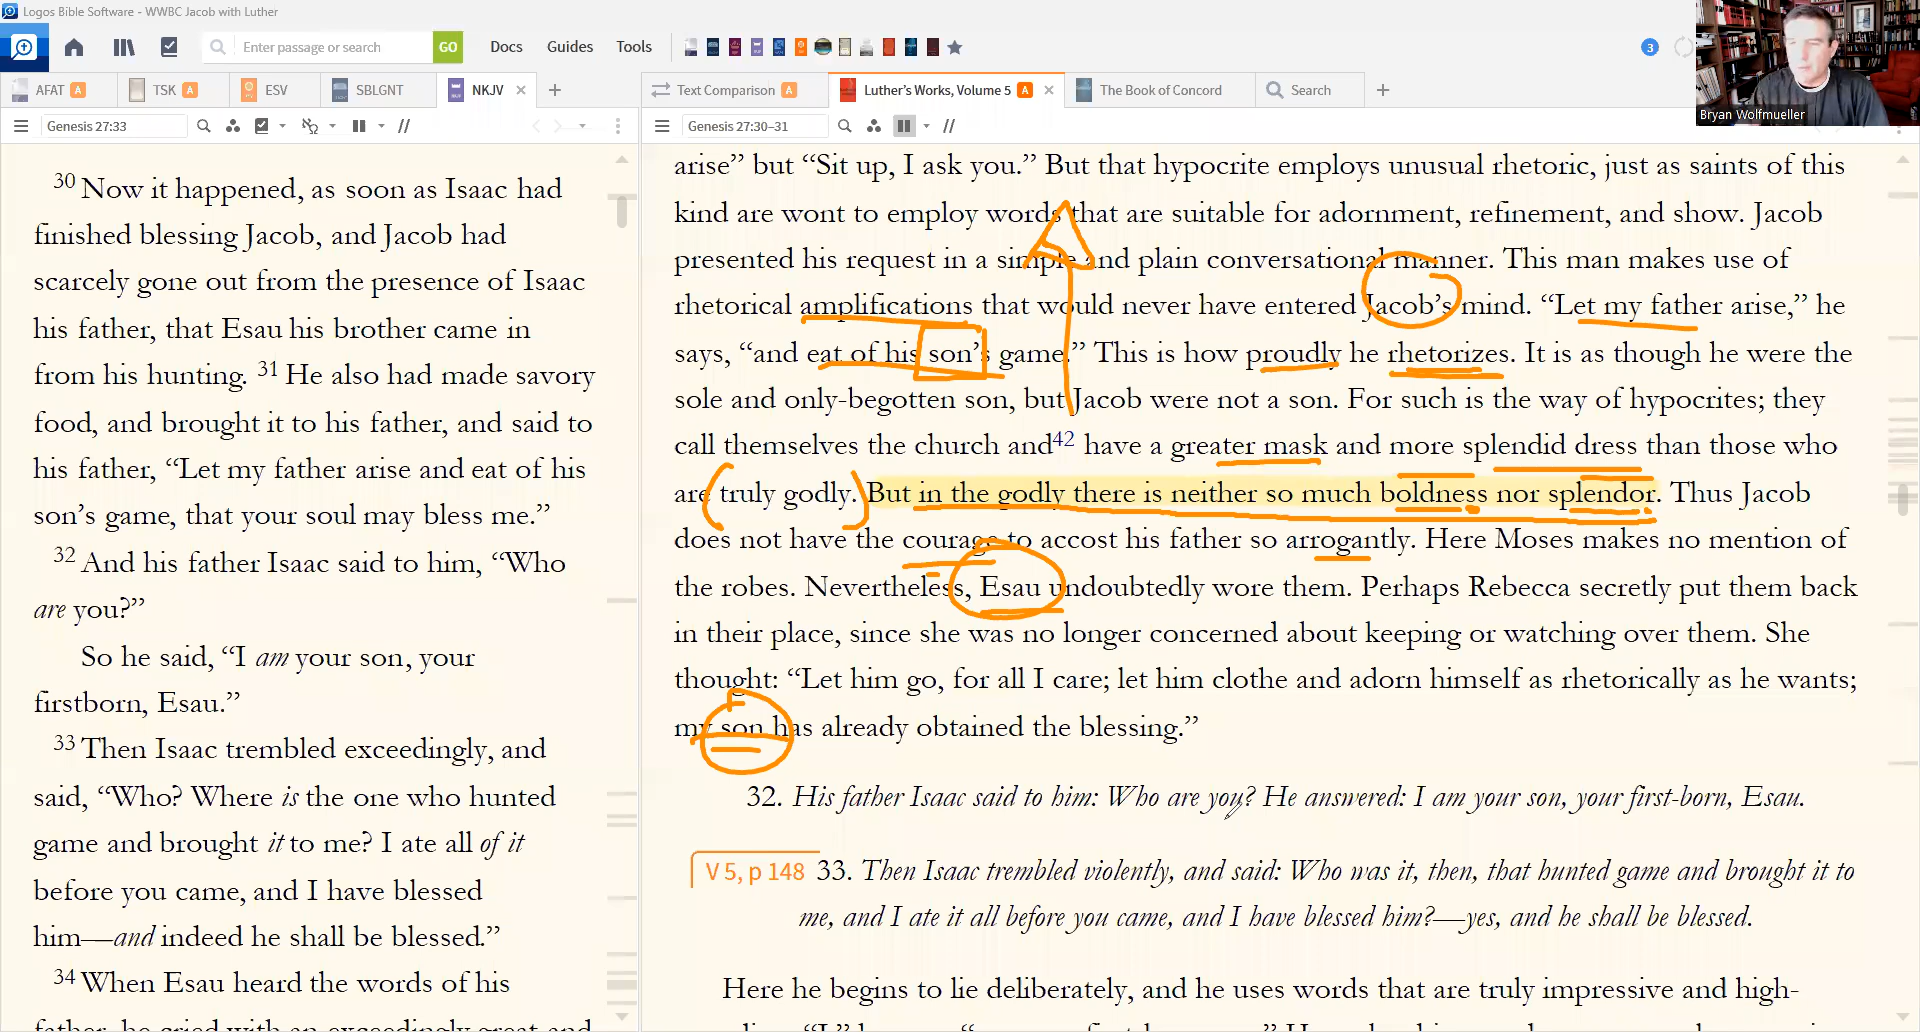 Logos Bible Software - WWBC Jacob with Luther
Enter passage or search
GO
Docs
Guides
Tools
3
Bryan Wolfmueller
AFAT A
TSK A
ESV
SBLGNT
NKJV
Text Comparison A
Luther's Works, Volume 5 A
The Book of Concord
Search
Genesis 27:33
Genesis 27:30–31
30 Now it happened, as soon as Isaac had
finished blessing Jacob, and Jacob had
scarcely gone out from the presence of Isaac
his father, that Esau his brother came in
from his hunting. 31 He also had made savory
food, and brought it to his father, and said to
his father, “Let my father arise and eat of his
son’s game, that your soul may bless me.”
32 And his father Isaac said to him, “Who
are you?”
So he said, “I am your son, your
firstborn, Esau.”
33 Then Isaac trembled exceedingly, and
said, “Who? Where is the one who hunted
game and brought it to me? I ate all of it
before you came, and I have blessed
him—and indeed he shall be blessed.”
34 When Esau heard the words of his
father, he cried with an exceedingly great and
arise” but “Sit up, I ask you.” But that hypocrite employs unusual rhetoric, just as saints of this
kind are wont to employ words that are suitable for adornment, refinement, and show. Jacob
presented his request in a simple and plain conversational manner. This man makes use of
rhetorical amplifications that would never have entered Jacob’s mind. “Let my father arise,” he
says, “and eat of his son’s game.” This is how proudly he rhetorizes. It is as though he were the
sole and only-begotten son, but Jacob were not a son. For such is the way of hypocrites; they
call themselves the church and42 have a greater mask and more splendid dress than those who
are truly godly. But in the godly there is neither so much boldness nor splendor. Thus Jacob
does not have the courage to accost his father so arrogantly. Here Moses makes no mention of
the robes. Nevertheless, Esau undoubtedly wore them. Perhaps Rebecca secretly put them back
in their place, since she was no longer concerned about keeping or watching over them. She
thought: “Let him go, for all I care; let him clothe and adorn himself as rhetorically as he wants;
my son has already obtained the blessing.”
32. His father Isaac said to him: Who are you? He answered: I am your son, your first-born, Esau.
V 5, p 148 33. Then Isaac trembled violently, and said: Who was it, then, that hunted game and brought it to
me, and I ate it all before you came, and I have blessed him?—yes, and he shall be blessed.
Here he begins to lie deliberately, and he uses words that are truly impressive and high-